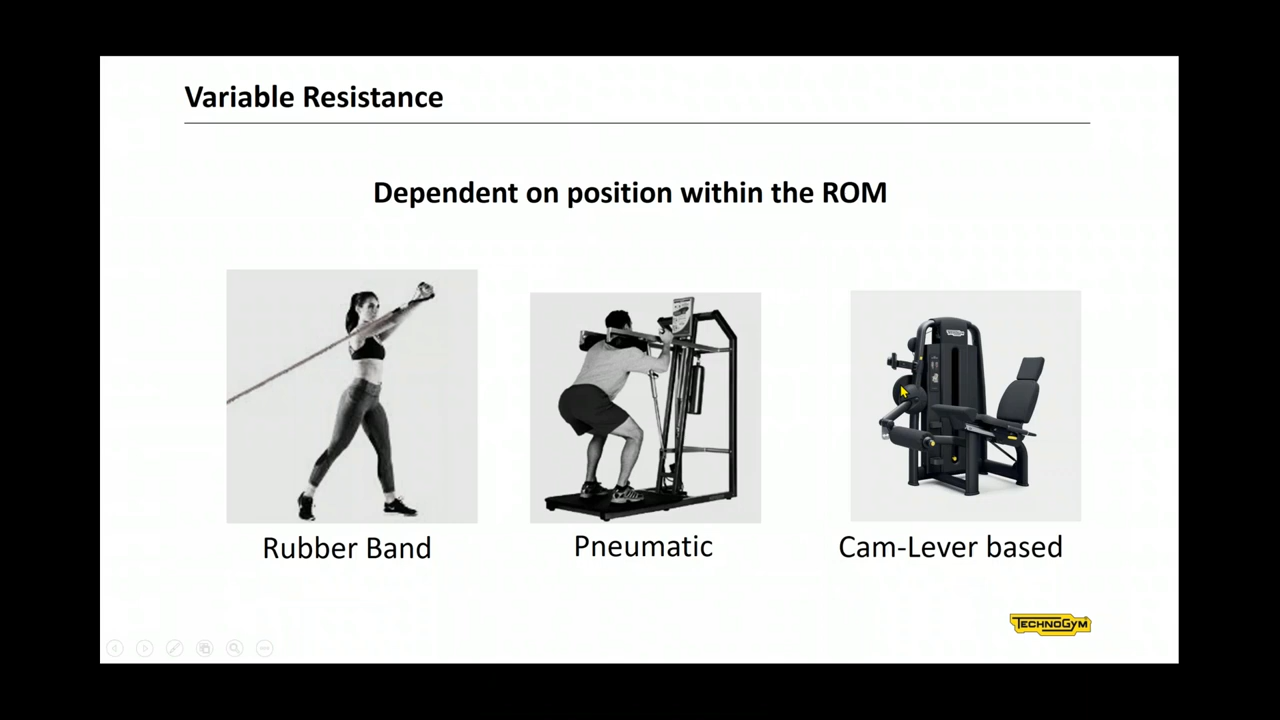 Variable Resistance
Dependent on position within the ROM
Rubber Band
Pneumatic
Cam-Lever based
TECHNOGYM